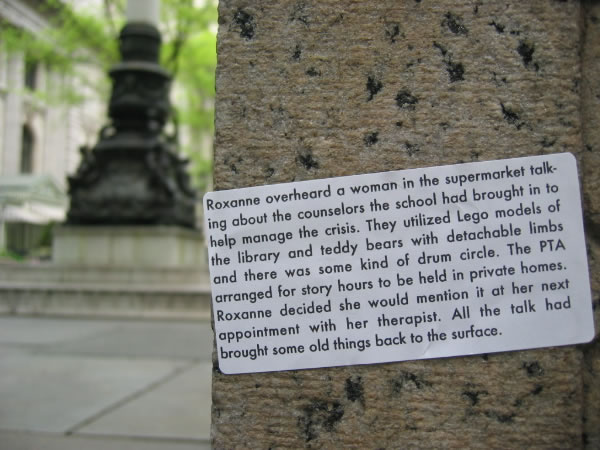 Roxanne overheard a woman in the supermarket talk-
ing about the counselors the school had brought in to
help manage the crisis. They utilized Lego models of
the library and teddy bears with detachable limbs
and there was some kind of drum circle. The PTA
arranged for story hours to be held in private homes.
Roxanne decided she would mention it at her next
appointment with her therapist. All the talk had
brought some old things back to the surface.